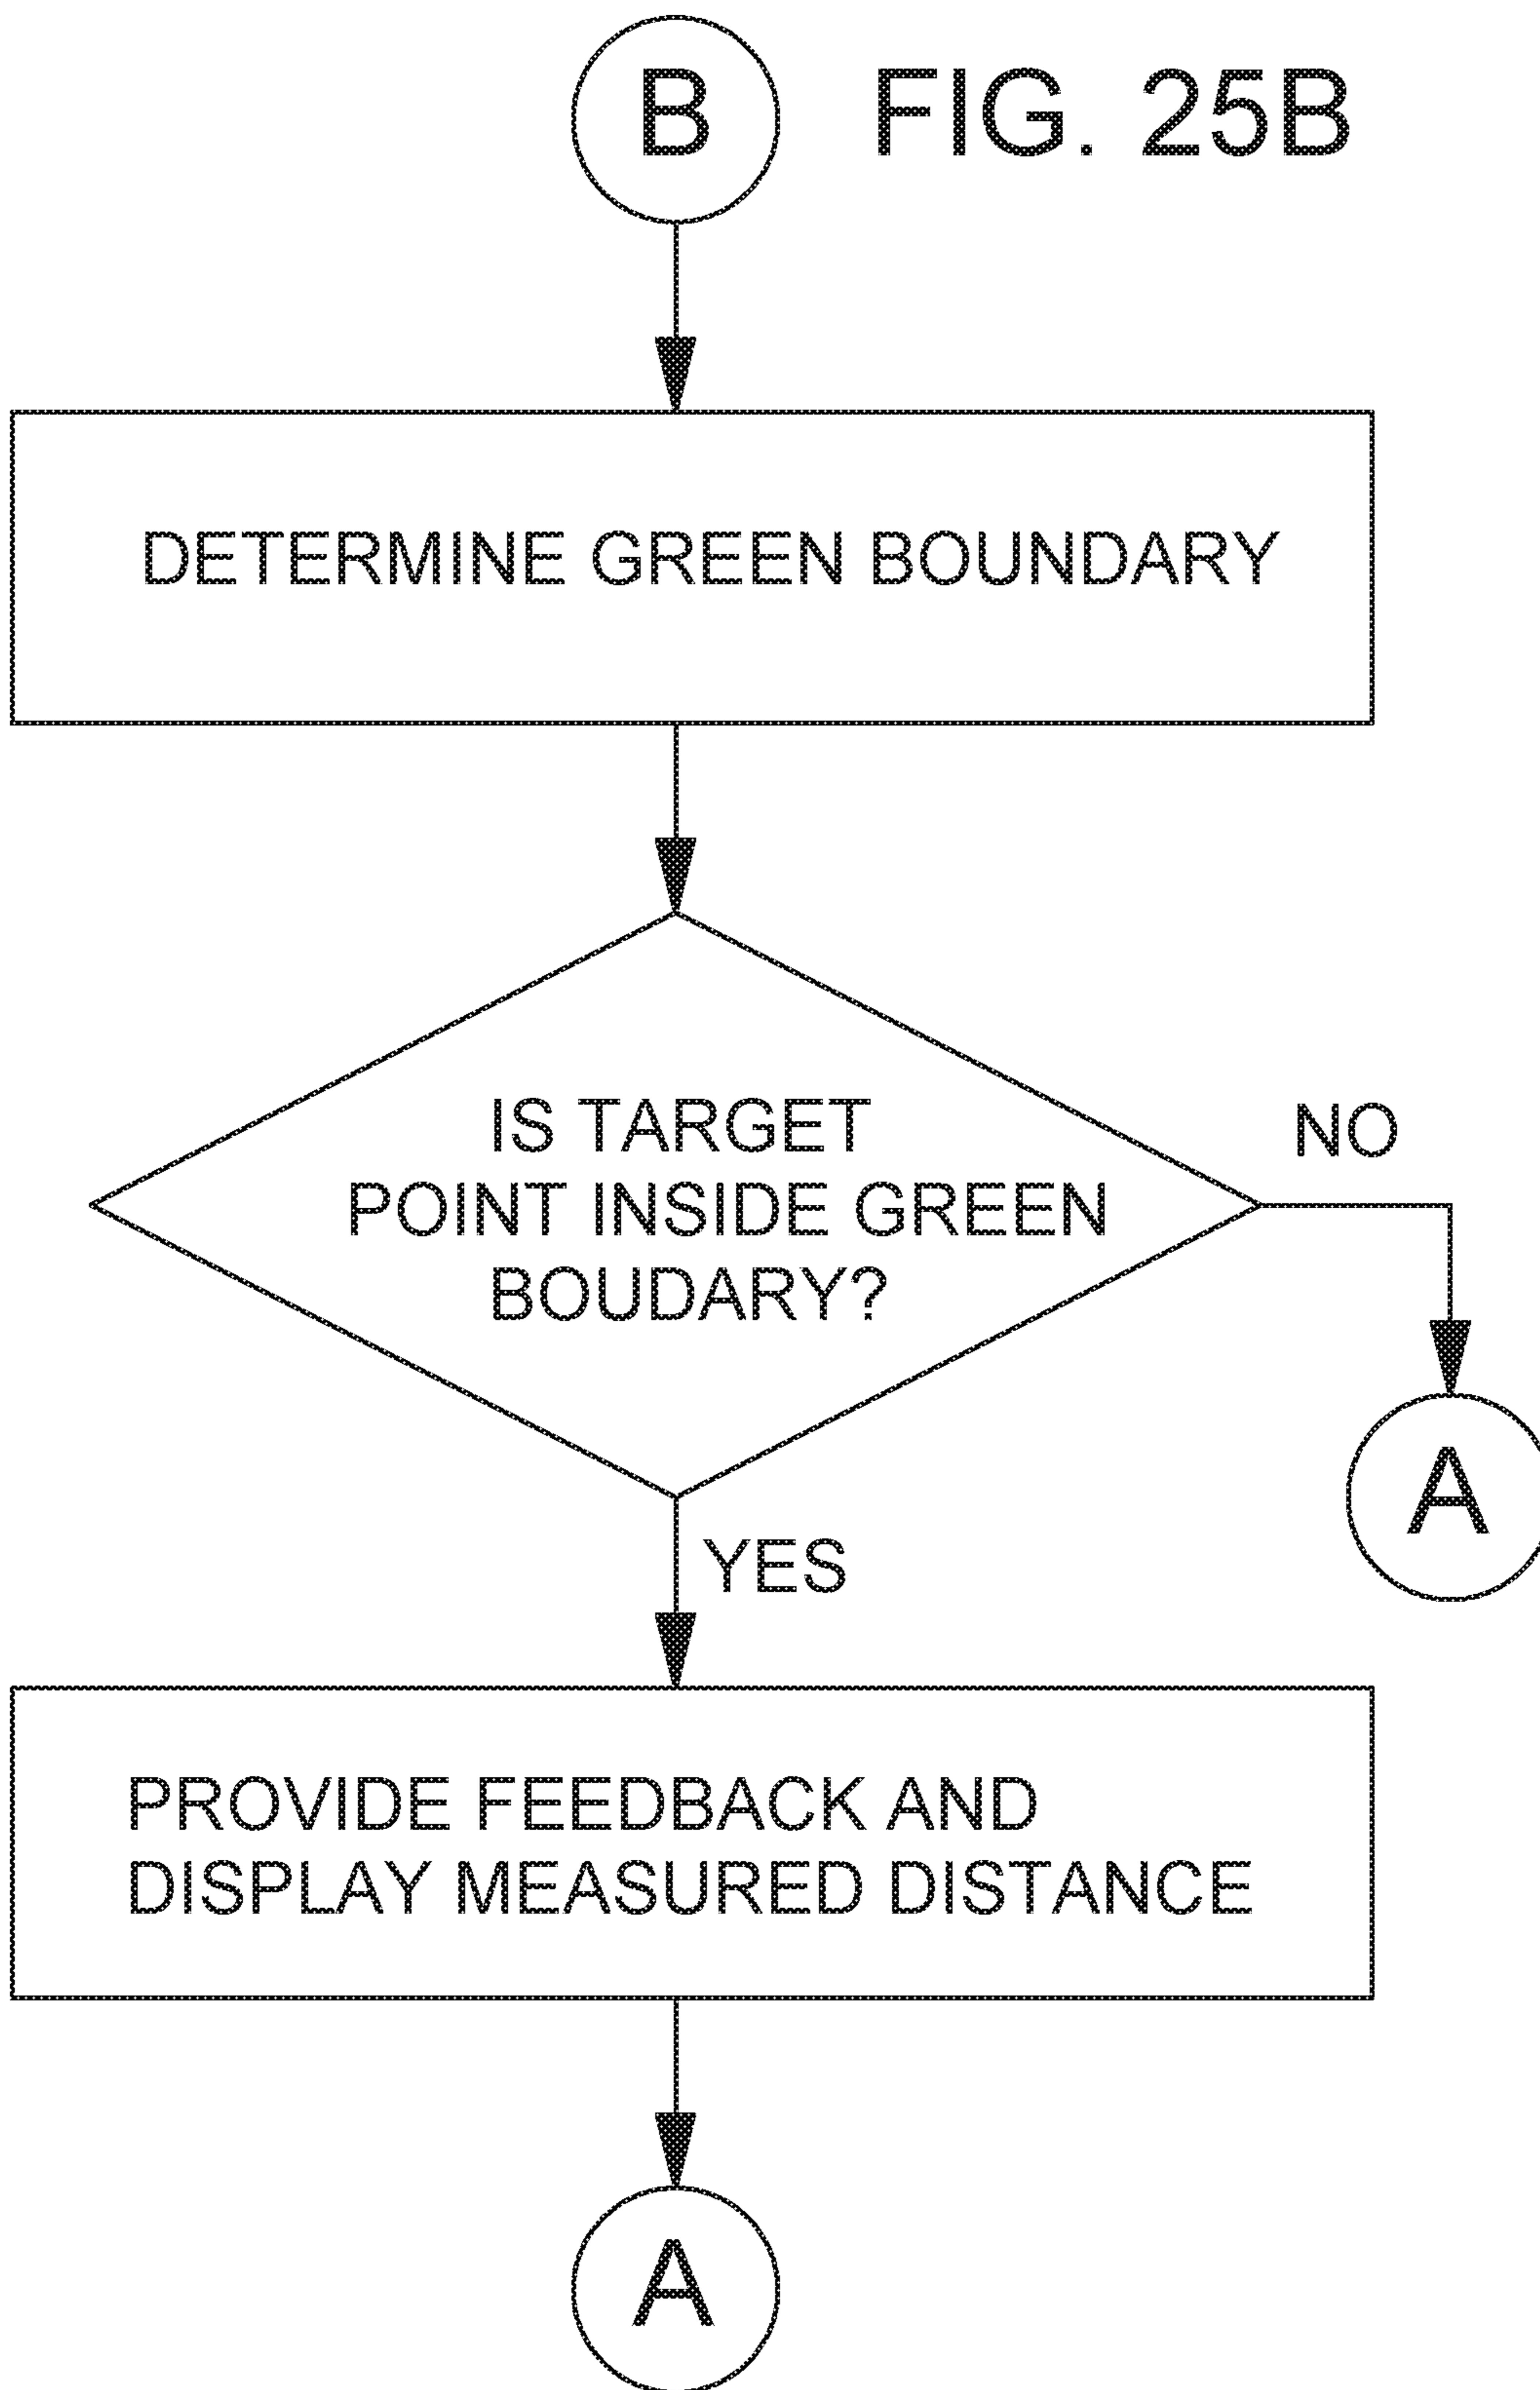 B
FIG. 25B
DETERMINE GREEN BOUNDARY
IS TARGET
POINT INSIDE GREEN
BOUDARY?
NO
A
YES
PROVIDE FEEDBACK AND
DISPLAY MEASURED DISTANCE
A